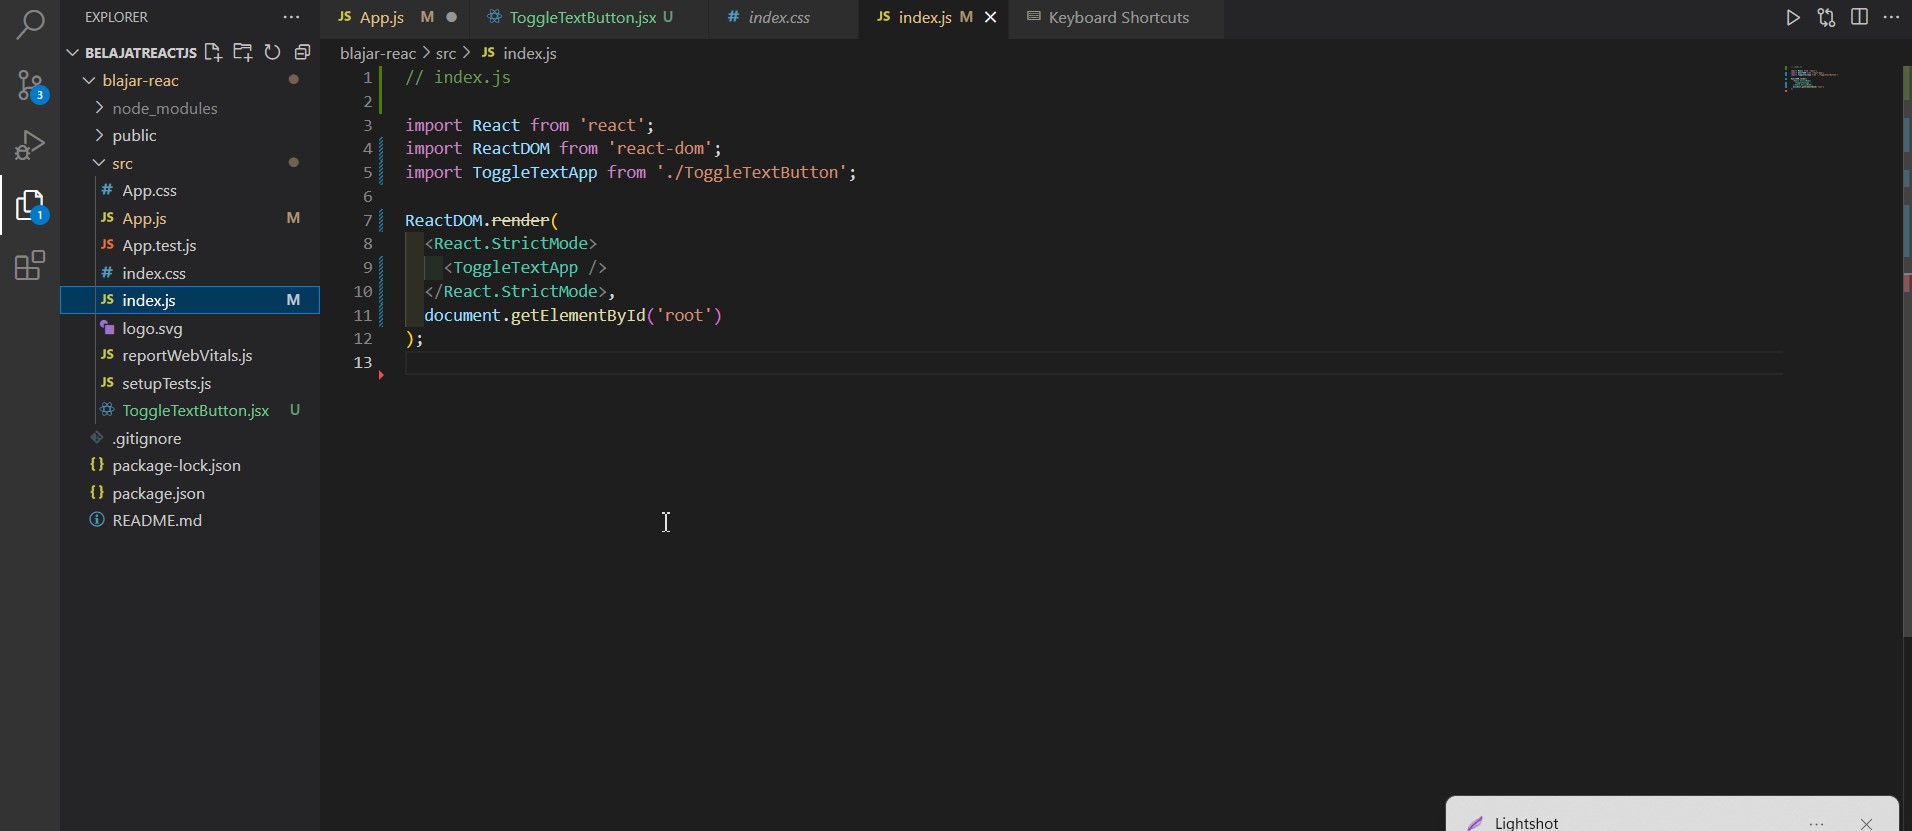 EXPLORER
BELAJATREACTJS
blajar-reac
node_modules
public
src
App.css
App.js M
App.test.js
index.css
index.js M
logo.svg
reportWebVitals.js
setupTests.js
ToggleTextButton.jsx U
.gitignore
package-lock.json
package.json
README.md
3
1
JS App.js M
ToggleTextButton.jsx U
# index.css
JS index.js M
Keyboard Shortcuts
blajar-reac > src > JS index.js
1 // index.js
2
3 import React from 'react';
4 import ReactDOM from 'react-dom';
5 import ToggleTextApp from './ToggleTextButton';
6
7 ReactDOM.render(
8 <React.StrictMode>
9 <ToggleTextApp />
10 </React.StrictMode>,
11 document.getElementById('root')
12 );
13
Lightshot